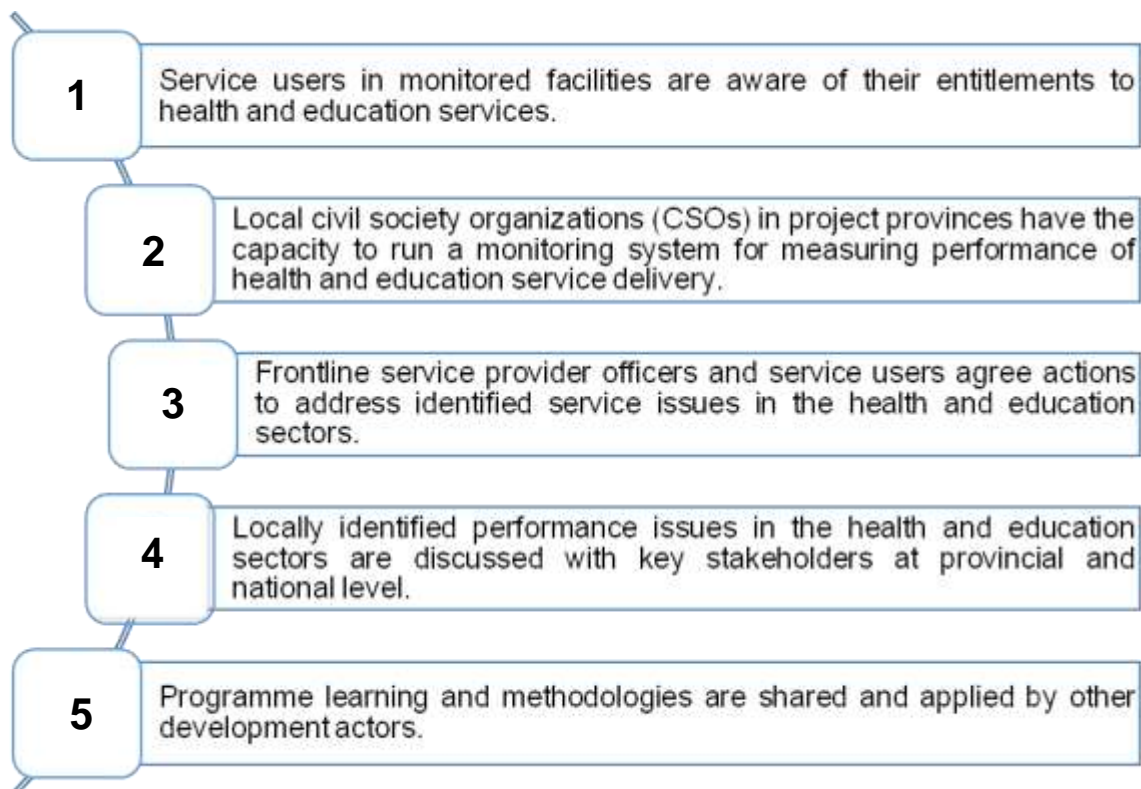 1
Service users in monitored facilities are aware of their entitlements to
health and education services.
2
Local civil society organizations (CSOs) in project provinces have the
capacity to run a monitoring system for measuring performance of
health and education service delivery.
3
Frontline service provider officers and service users agree actions
to address identified service issues in the health and education
sectors.
4
Locally identified performance issues in the health and education
sectors are discussed with key stakeholders at provincial and
national level.
5
Programme learning and methodologies are shared and applied by other
development actors.